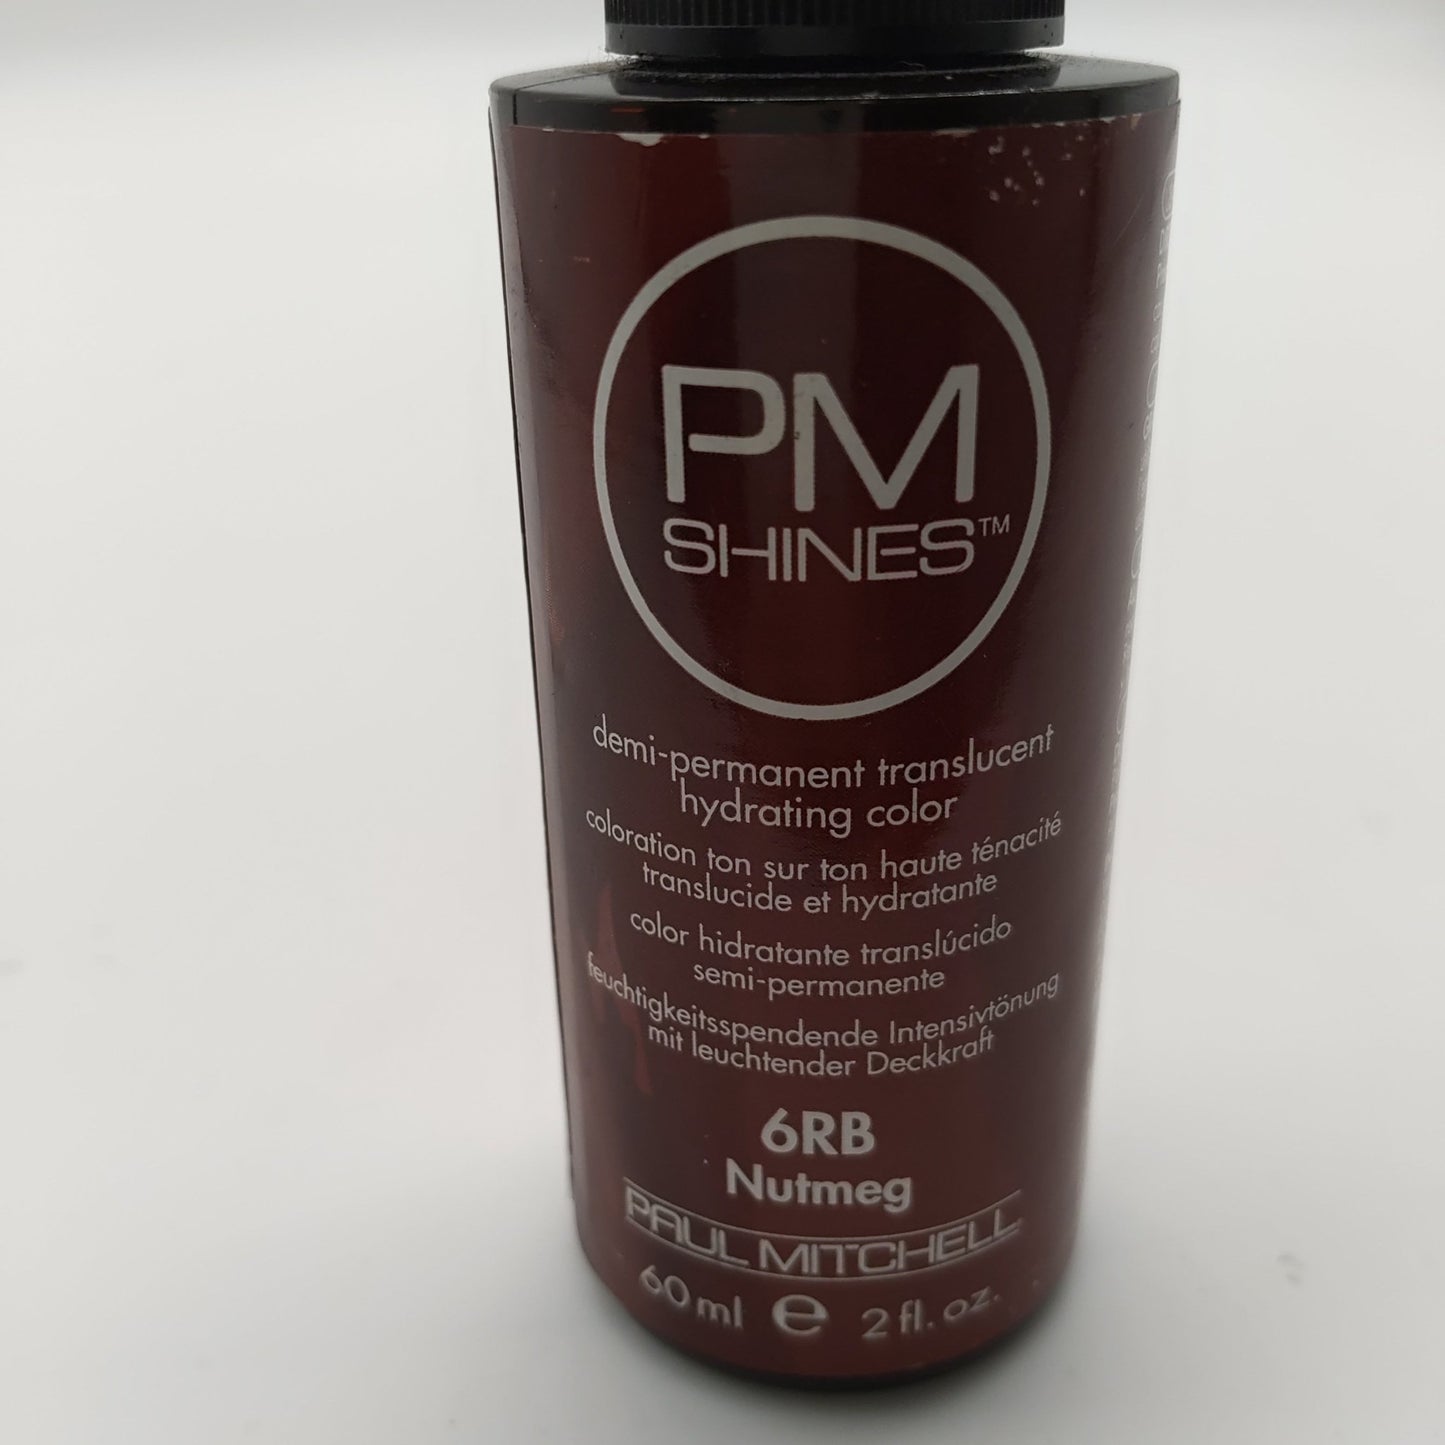 PM
SHINES™
demi-permanent translucent
hydrating color
coloration ton sur ton haute ténacité
translucide et hydratante
color hidratante translúcido
semi-permanente
feuchtigkeitsspendende Intensivtönung
mit leuchtender Deckkraft
6RB
Nutmeg
PAUL MITCHELL
60 ml e 2 fl. oz.